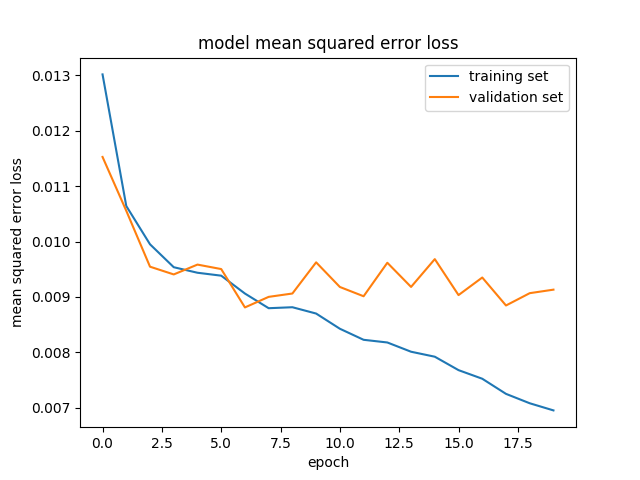 model mean squared error loss
training set
validation set
0.013
0.012
0.011
0.010
0.009
0.008
0.007
mean squared error loss
0.0 2.5 5.0 7.5 10.0 12.5 15.0 17.5
epoch